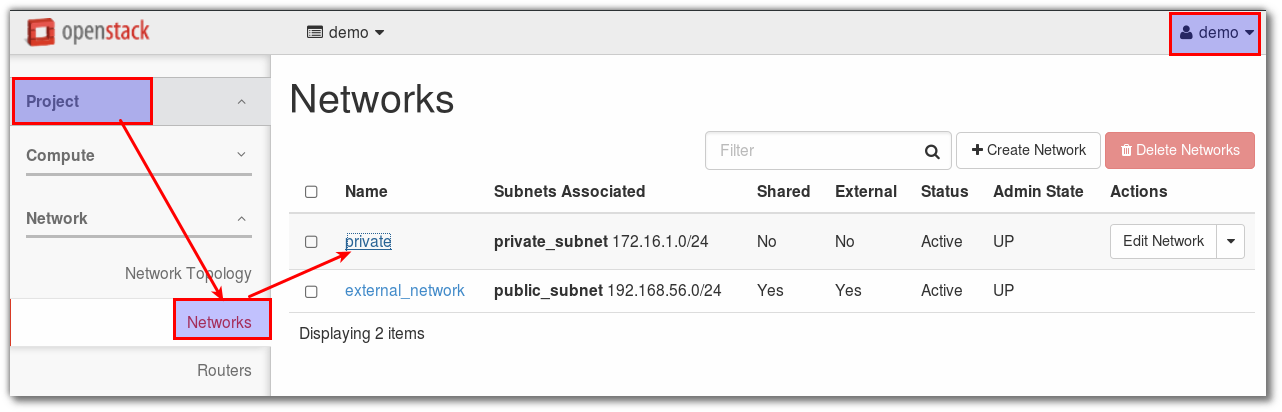 openstack demo demo
Project
Networks
Compute
Filter Create Network Delete Networks
Name Subnets Associated Shared External Status Admin State Actions
Network
private private_subnet 172.16.1.0/24 No No Active UP Edit Network
Network Topology
external_network public_subnet 192.168.56.0/24 Yes Yes Active UP
Networks
Displaying 2 items
Routers